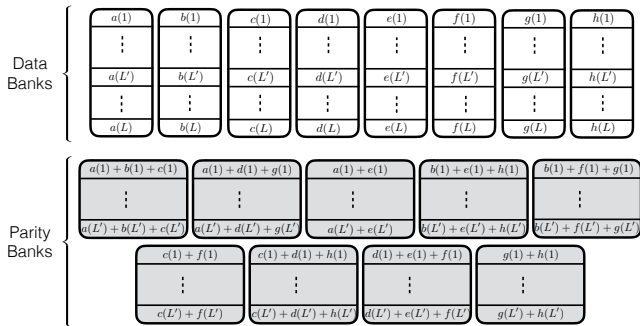 a(1) b(1) c(1) d(1) e(1) f(1) g(1) h(1)
Data
Banks
a(L') b(L') c(L') d(L') e(L') f(L') g(L') h(L')
a(L) b(L) c(L) d(L) e(L) f(L) g(L) h(L)
a(1) + b(1) + c(1) a(1) + d(1) + g(1) a(1) + e(1) b(1) + e(1) + h(1) b(1) + f(1) + g(1)
a(L') + b(L') + c(L') a(L') + d(L') + g(L') a(L') + e(L') b(L') + e(L') + h(L') b(L') + f(L') + g(L')
Parity
Banks
c(1) + f(1) c(1) + d(1) + h(1) d(1) + e(1) + f(1) g(1) + h(1)
c(L') + f(L') c(L') + d(L') + h(L') d(L') + e(L') + f(L') g(L') + h(L')